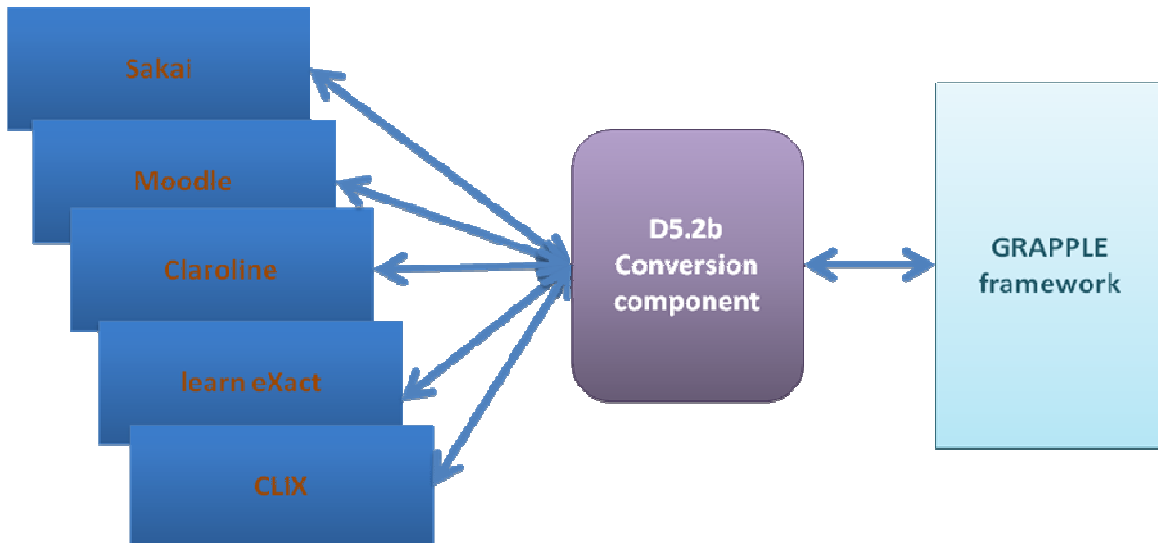 Sakai
Moodle
Claroline
learn eXact
CLIX
D5.2b
Conversion
component
GRAPPLE
framework